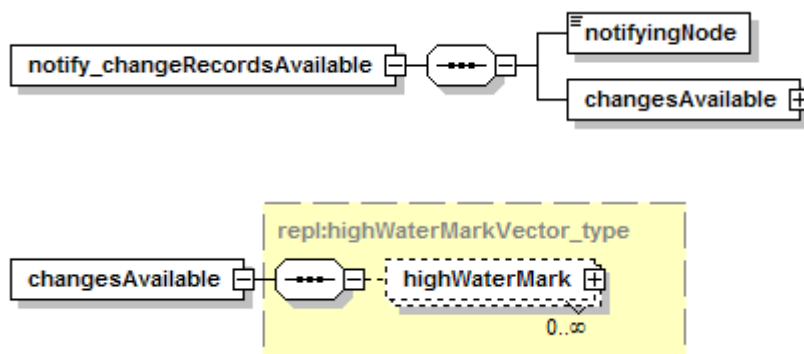 notifyingNode
notify_changeRecordsAvailable
changesAvailable
repl:highWaterMarkVector_type
changesAvailable
highWaterMark
0..∞